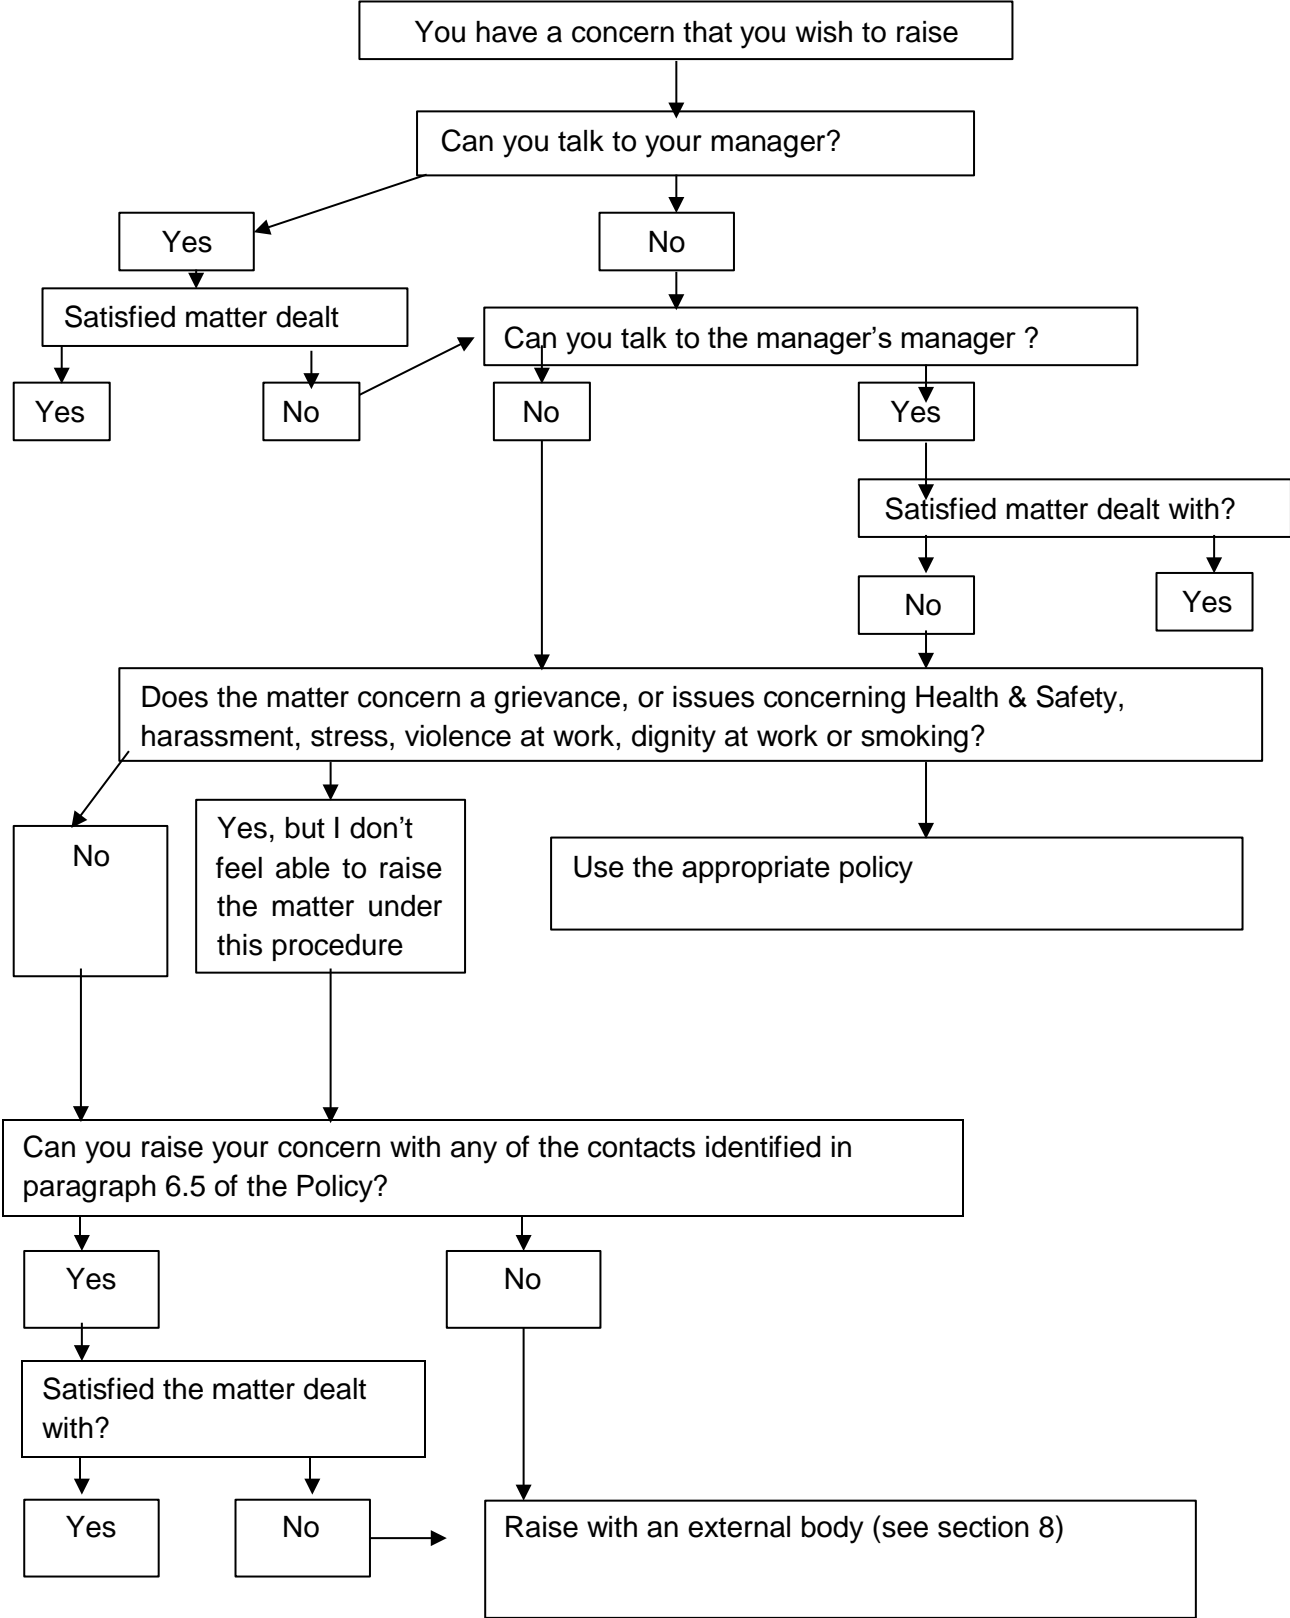 You have a concern that you wish to raise
Can you talk to your manager?
Yes
No
Satisfied matter dealt
Can you talk to the manager’s manager ?
Yes
No
No
Yes
Satisfied matter dealt with?
No
Yes
Does the matter concern a grievance, or issues concerning Health & Safety,
harassment, stress, violence at work, dignity at work or smoking?
No
Yes, but I don’t
feel able to raise
the matter under
this procedure
Use the appropriate policy
Can you raise your concern with any of the contacts identified in
paragraph 6.5 of the Policy?
Yes
No
Satisfied the matter dealt
with?
Yes
No
Raise with an external body (see section 8)